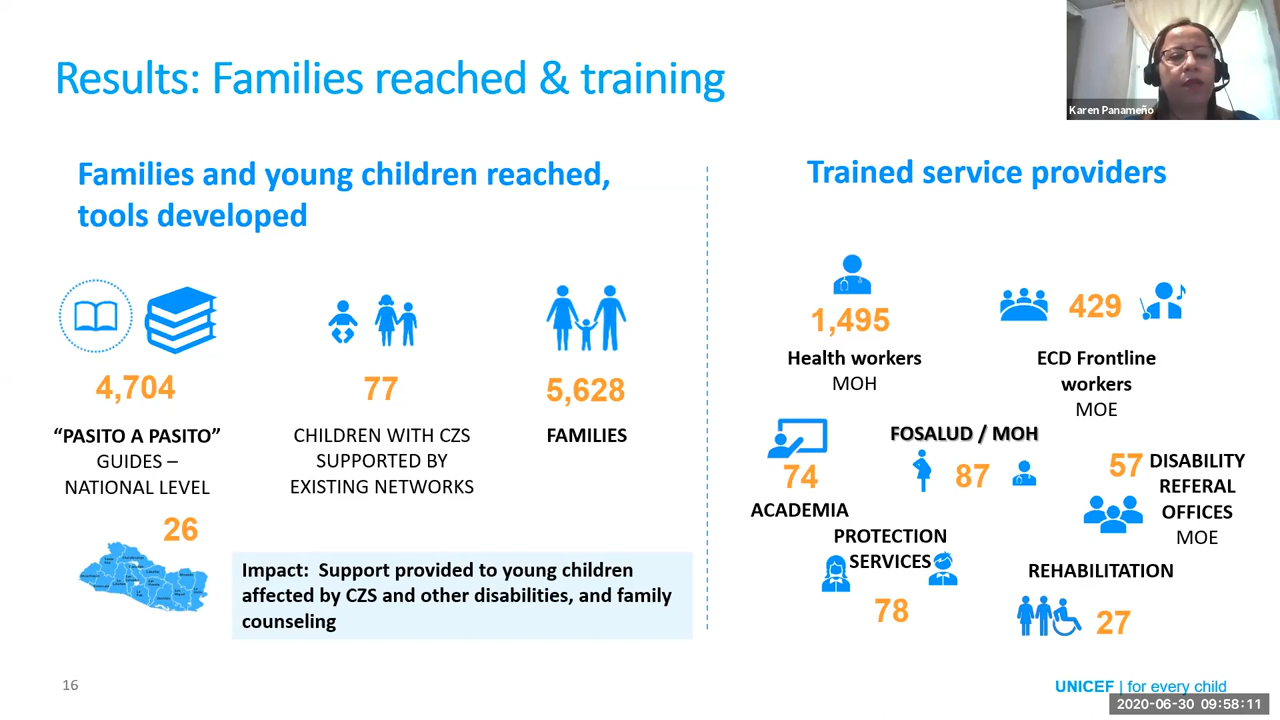 Results: Families reached & training
Karen Panameño
Families and young children reached,
tools developed
4,704
“PASITO A PASITO”
GUIDES –
NATIONAL LEVEL
77
CHILDREN WITH CZS
SUPPORTED BY
EXISTING NETWORKS
5,628
FAMILIES
26
Impact: Support provided to young children
affected by CZS and other disabilities, and family
counseling
Trained service providers
1,495
Health workers
MOH
429
ECD Frontline
workers
MOE
74
ACADEMIA
FOSALUD / MOH
87
57 DISABILITY
REFERAL
OFFICES
MOE
PROTECTION
SERVICES
78
REHABILITATION
27
16
UNICEF | for every child
2020-06-30 09:58:11